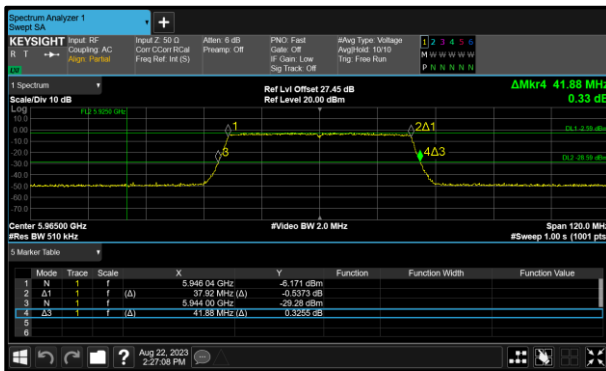 Spectrum Analyzer 1
Swept SA
KEYSIGHT
R T
Input: RF
Coupling: AC
Align: Partial
Input Z: 50 Ω
Corr CCorr RCal
Freq Ref: Int (S)
Atten: 6 dB
Preamp: Off
PNO: Fast
Gate: Off
IF Gain: Low
Sig Track: Off
#Avg Type: Voltage
Avg|Hold: 10/10
Trig: Free Run
1 2 3 4 5 6
M W W W W W
P N N N N N
1 Spectrum
Scale/Div 10 dB
Ref Lvl Offset 27.45 dB
Ref Level 20.00 dBm
ΔMkr4 41.88 MHz
0.33 dB
Log
FL2 5.9250 GHz
10.0
0.00
-10.0
-20.0
-30.0
-40.0
-50.0
-60.0
-70.0
1
2Δ1
DL1 -2.59 dBm
3
4Δ3
DL2 -28.59 dBm
Center 5.96500 GHz
#Res BW 510 kHz
#Video BW 2.0 MHz
Span 120.0 MHz
#Sweep 1.00 s (1001 pts)
5 Marker Table
Mode Trace Scale X Y Function Function Width Function Value
1 N 1 f 5.946 04 GHz -6.171 dBm
2 Δ1 1 f (Δ) 37.92 MHz (Δ) -0.5373 dB
3 N 1 f 5.944 00 GHz -29.28 dBm
4 Δ3 1 f (Δ) 41.88 MHz (Δ) 0.3255 dB
5
6
?
Aug 22, 2023
2:27:08 PM